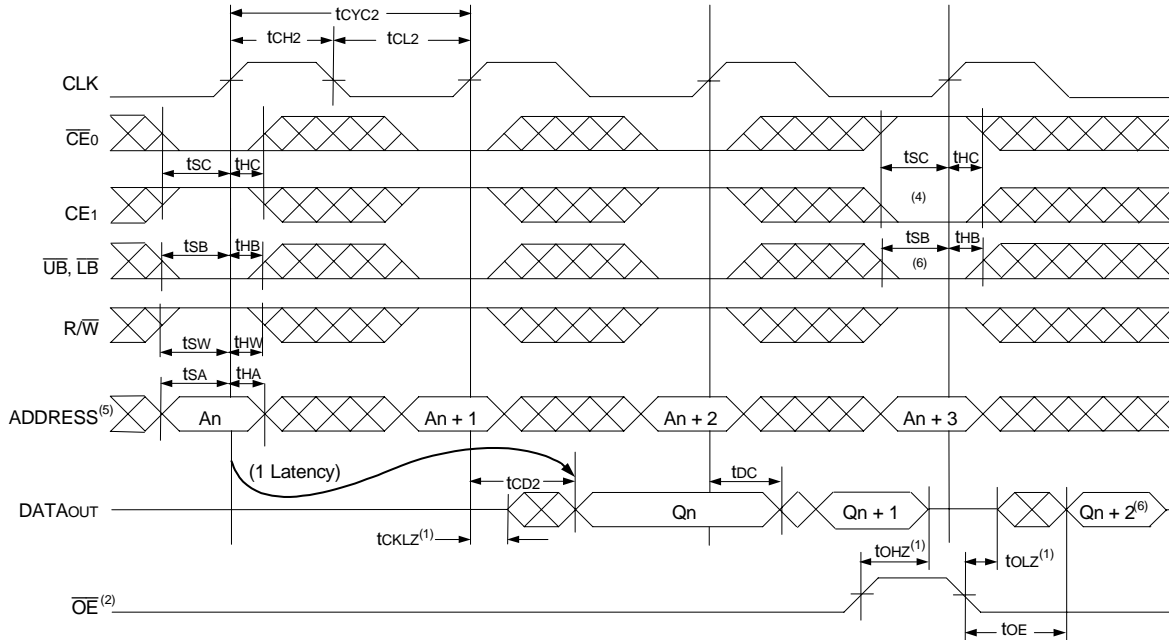 tCYC2
tCH2 tCL2
CLK
CE0
tSC tHC tSC tHC
CE1 (4)
tSB tHB tSB tHB
UB, LB (6)
R/W
tSW tHW
tSA tHA
ADDRESS(5) An An + 1 An + 2 An + 3
(1 Latency) tCD2 tDC
DATAOUT Qn Qn + 1 Qn + 2(6)
tCKLZ(1) tOHZ(1) tOLZ(1)
OE(2)
tOE